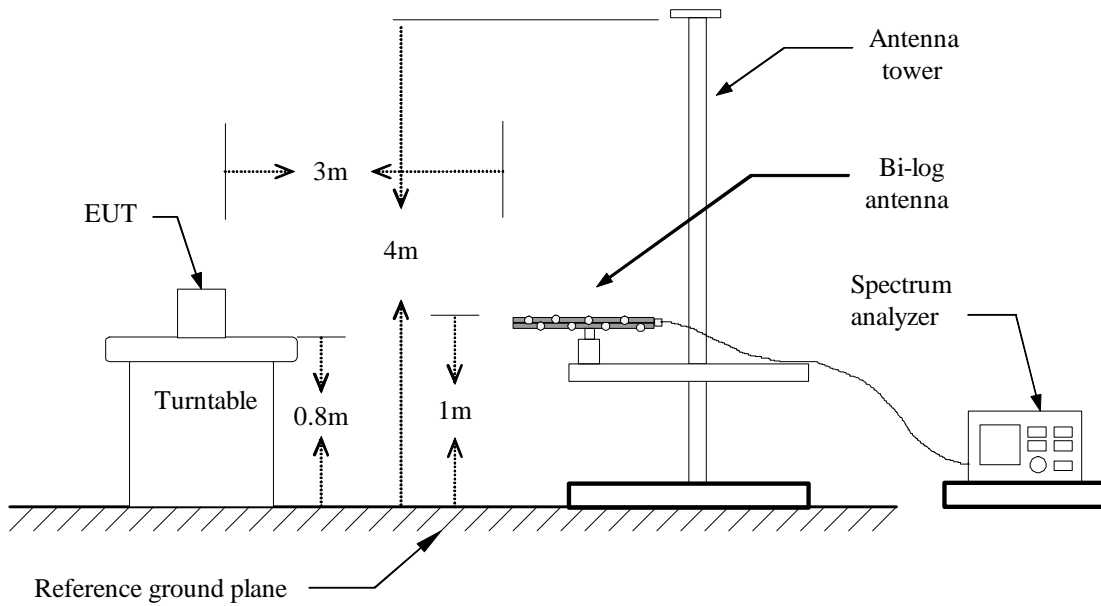 Antenna
tower
3m
Bi-log
antenna
EUT
4m
Spectrum
analyzer
Turntable
0.8m
1m
Reference ground plane